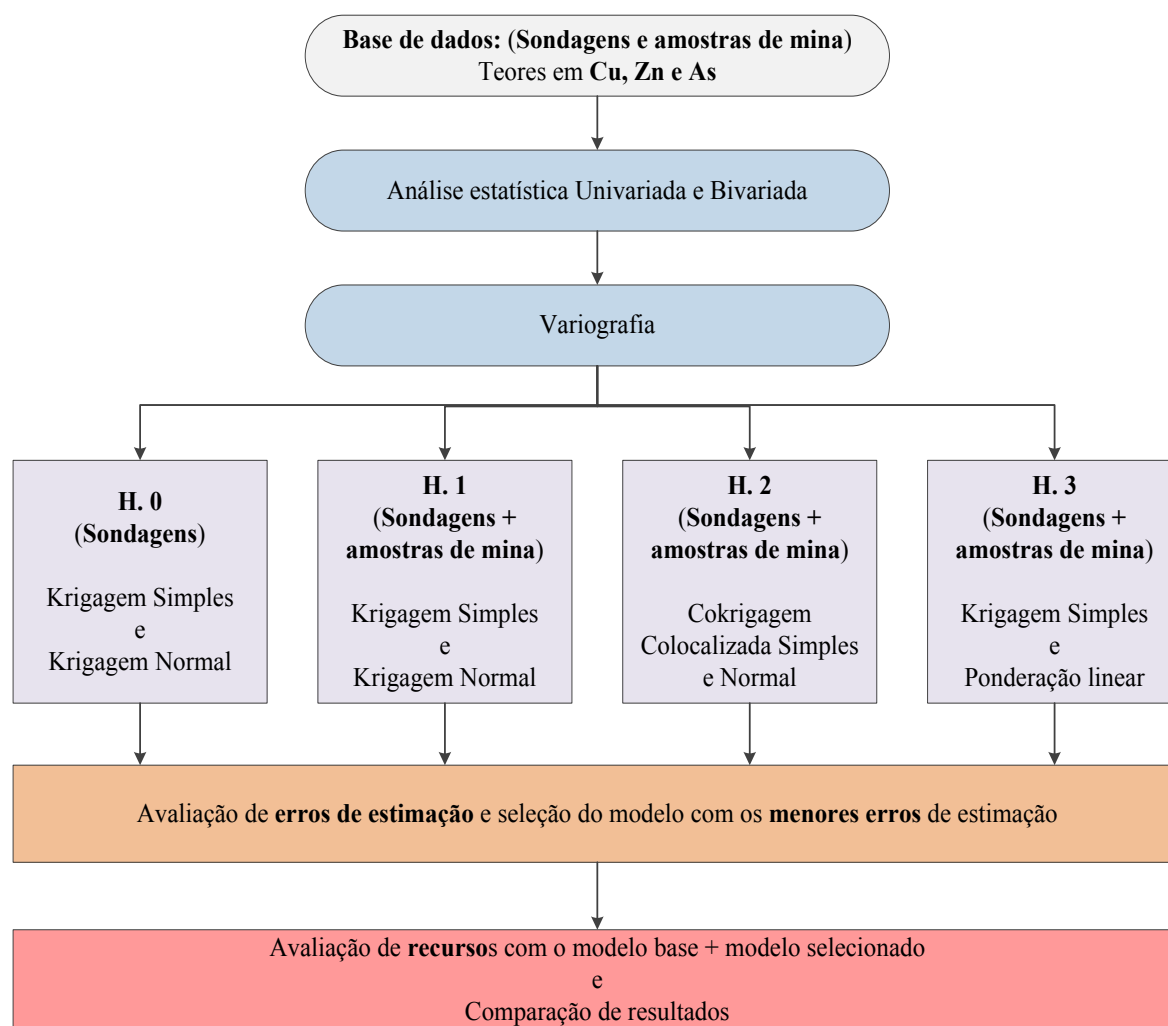 Base de dados: (Sondagens e amostras de mina)
Teores em Cu, Zn e As
Análise estatística Univariada e Bivariada
Variografia
H. 0
(Sondagens)
Krigagem Simples
e
Krigagem Normal
H. 1
(Sondagens +
amostras de mina)
Krigagem Simples
e
Krigagem Normal
H. 2
(Sondagens +
amostras de mina)
Cokrigagem
Colocalizada Simples
e Normal
H. 3
(Sondagens +
amostras de mina)
Krigagem Simples
e
Ponderação linear
Avaliação de erros de estimação e seleção do modelo com os menores erros de estimação
Avaliação de recursos com o modelo base + modelo selecionado
e
Comparação de resultados